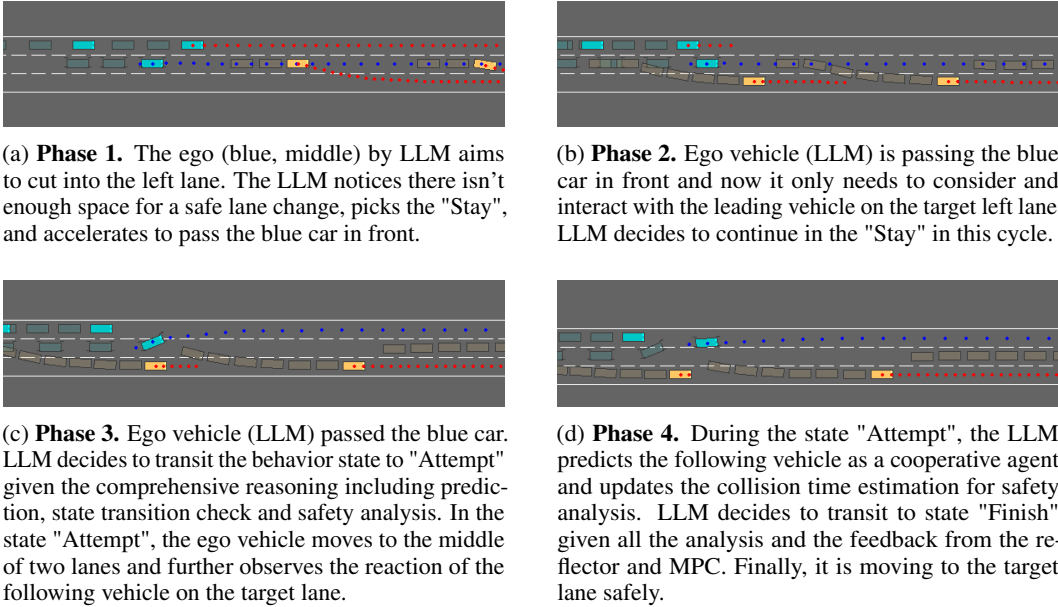 (a) Phase 1. The ego (blue, middle) by LLM aims
to cut into the left lane. The LLM notices there isn't
enough space for a safe lane change, picks the "Stay",
and accelerates to pass the blue car in front.
(b) Phase 2. Ego vehicle (LLM) is passing the blue
car in front and now it only needs to consider and
interact with the leading vehicle on the target left lane.
LLM decides to continue in the "Stay" in this cycle.
(c) Phase 3. Ego vehicle (LLM) passed the blue car.
LLM decides to transit the behavior state to "Attempt"
given the comprehensive reasoning including predic-
tion, state transition check and safety analysis. In the
state "Attempt", the ego vehicle moves to the middle
of two lanes and further observes the reaction of the
following vehicle on the target lane.
(d) Phase 4. During the state "Attempt", the LLM
predicts the following vehicle as a cooperative agent
and updates the collision time estimation for safety
analysis. LLM decides to transit to state "Finish"
given all the analysis and the feedback from the re-
flector and MPC. Finally, it is moving to the target
lane safely.